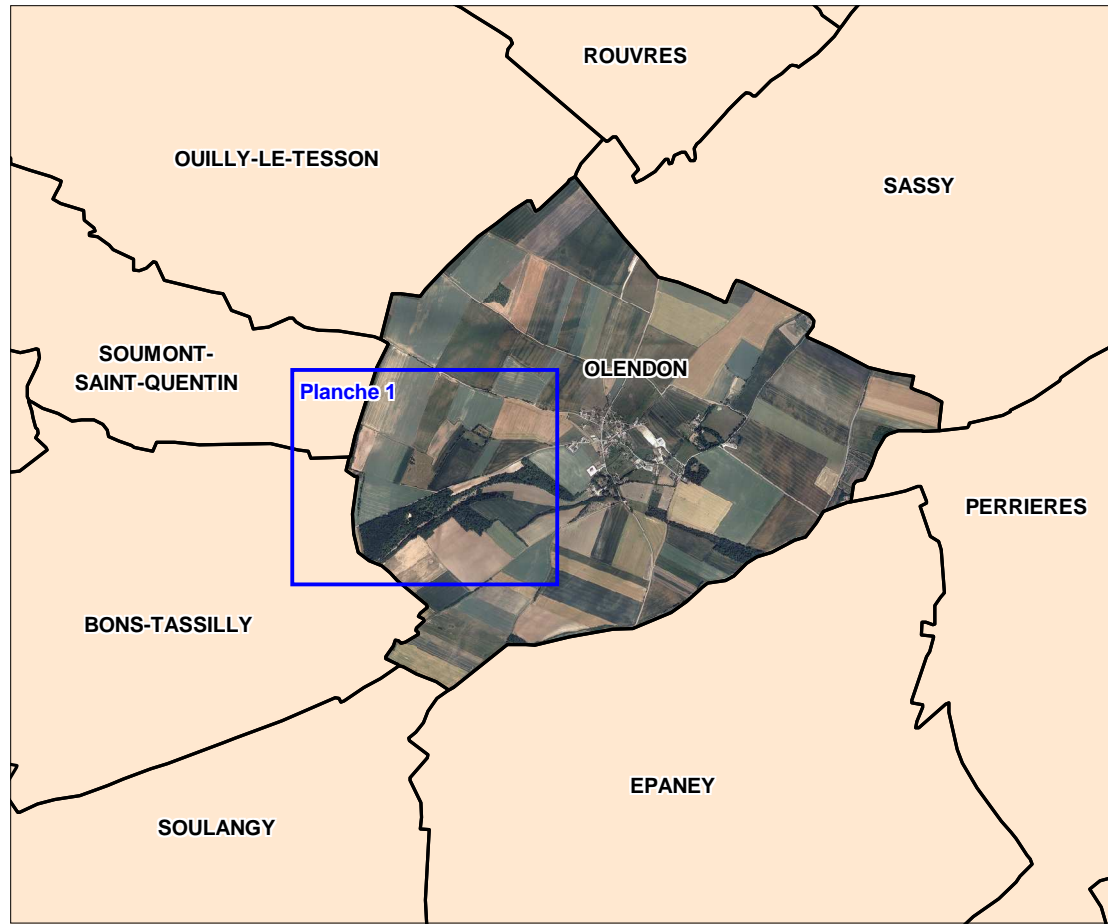 ROUVRES
OUILLY-LE-TESSON
SASSY
SOUMONT-
SAINT-QUENTIN
OLENDON
Planche 1
PERRIERES
BONS-TASSILLY
EPANEY
SOULANGY